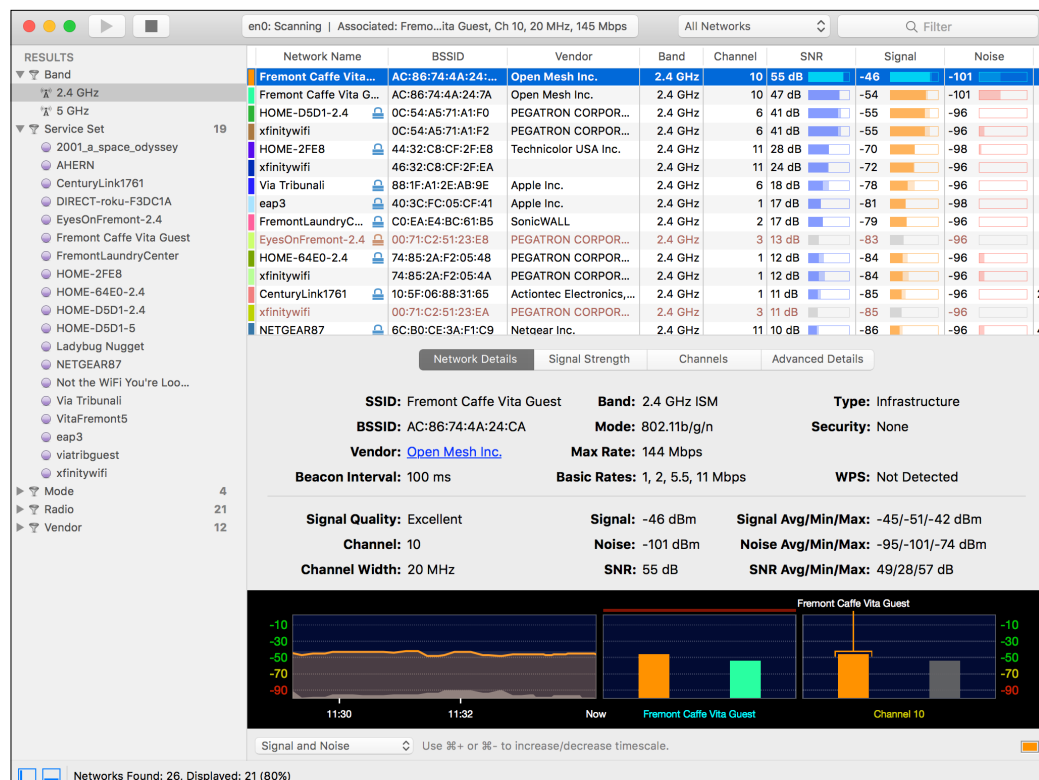 en0: Scanning | Associated: Fremo...ita Guest, Ch 10, 20 MHz, 145 Mbps All Networks Filter
RESULTS
Band
2.4 GHz
5 GHz
Service Set 19
2001_a_space_odyssey
AHERN
CenturyLink1761
DIRECT-roku-F3DC1A
EyesOnFremont-2.4
Fremont Caffe Vita Guest
FremontLaundryCenter
HOME-2FE8
HOME-64E0-2.4
HOME-D5D1-2.4
HOME-D5D1-5
Ladybug Nugget
NETGEAR87
Not the WiFi You're Loo...
Via Tribunali
VitaFremont5
eap3
viatribguest
xfinitywifi
Mode 4
Radio 21
Vendor 12
Network Name BSSID Vendor Band Channel SNR Signal Noise
Fremont Caffe Vita... AC:86:74:4A:24:... Open Mesh Inc. 2.4 GHz 10 55 dB -46 -101
Fremont Caffe Vita G... AC:86:74:4A:24:7A Open Mesh Inc. 2.4 GHz 10 47 dB -54 -101
HOME-D5D1-2.4 0C:54:A5:71:A1:F0 PEGATRON CORPOR... 2.4 GHz 6 41 dB -55 -96
xfinitywifi 0C:54:A5:71:A1:F2 PEGATRON CORPOR... 2.4 GHz 6 41 dB -55 -96
HOME-2FE8 44:32:C8:CF:2F:E8 Technicolor USA Inc. 2.4 GHz 11 28 dB -70 -98
xfinitywifi 46:32:C8:CF:2F:EA 2.4 GHz 11 24 dB -72 -96
Via Tribunali 88:1F:A1:2E:AB:9E Apple Inc. 2.4 GHz 6 18 dB -78 -96
eap3 40:3C:FC:05:CF:41 Apple Inc. 2.4 GHz 1 17 dB -81 -98
FremontLaundryC... C0:EA:E4:BC:61:B5 SonicWALL 2.4 GHz 2 17 dB -79 -96
EyesOnFremont-2.4 00:71:C2:51:23:E8 PEGATRON CORPOR... 2.4 GHz 3 13 dB -83 -96
HOME-64E0-2.4 74:85:2A:F2:05:48 PEGATRON CORPOR... 2.4 GHz 1 12 dB -84 -96
xfinitywifi 74:85:2A:F2:05:4A PEGATRON CORPOR... 2.4 GHz 1 12 dB -84 -96
CenturyLink1761 10:5F:06:88:31:65 Actiontec Electronics,... 2.4 GHz 1 11 dB -85 -96
xfinitywifi 00:71:C2:51:23:EA PEGATRON CORPOR... 2.4 GHz 3 11 dB -85 -96
NETGEAR87 6C:B0:CE:3A:F1:C9 Netgear Inc. 2.4 GHz 11 10 dB -86 -96
Network Details Signal Strength Channels Advanced Details
SSID: Fremont Caffe Vita Guest Band: 2.4 GHz ISM Type: Infrastructure
BSSID: AC:86:74:4A:24:CA Mode: 802.11b/g/n Security: None
Vendor: Open Mesh Inc. Max Rate: 144 Mbps
Beacon Interval: 100 ms Basic Rates: 1, 2, 5.5, 11 Mbps WPS: Not Detected
Signal Quality: Excellent Signal: -46 dBm Signal Avg/Min/Max: -45/-51/-42 dBm
Channel: 10 Noise: -101 dBm Noise Avg/Min/Max: -95/-101/-74 dBm
Channel Width: 20 MHz SNR: 55 dB SNR Avg/Min/Max: 49/28/57 dB
Fremont Caffe Vita Guest
-10 -10
-30 -30
-50 -50
-70 -70
-90 -90
11:30 11:32 Now Fremont Caffe Vita Guest Channel 10
Signal and Noise Use ⌘+ or ⌘- to increase/decrease timescale.
Networks Found: 26, Displayed: 21 (80%)